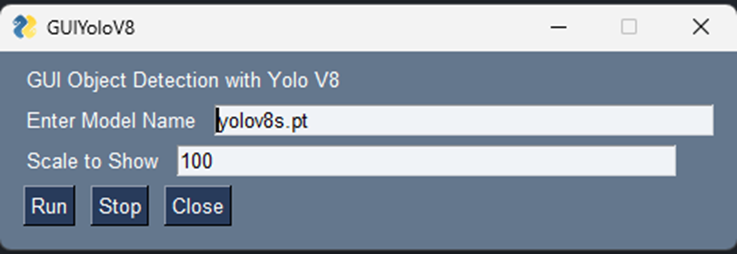 GUIYoloV8
GUI Object Detection with Yolo V8
Enter Model Name yolov8s.pt
Scale to Show 100
Run Stop Close